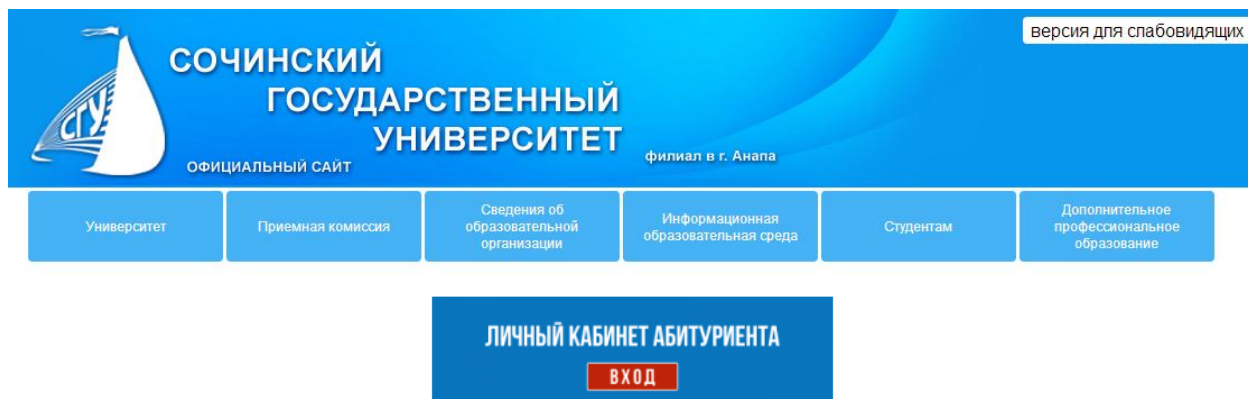 версия для слабовидящих
СГУ
СОЧИНСКИЙ
ГОСУДАРСТВЕННЫЙ
УНИВЕРСИТЕТ
ОФИЦИАЛЬНЫЙ САЙТ
филиал в г. Анапа
Университет
Приемная комиссия
Сведения об
образовательной
организации
Информационная
образовательная среда
Студентам
Дополнительное
профессиональное
образование
ЛИЧНЫЙ КАБИНЕТ АБИТУРИЕНТА
ВХОД